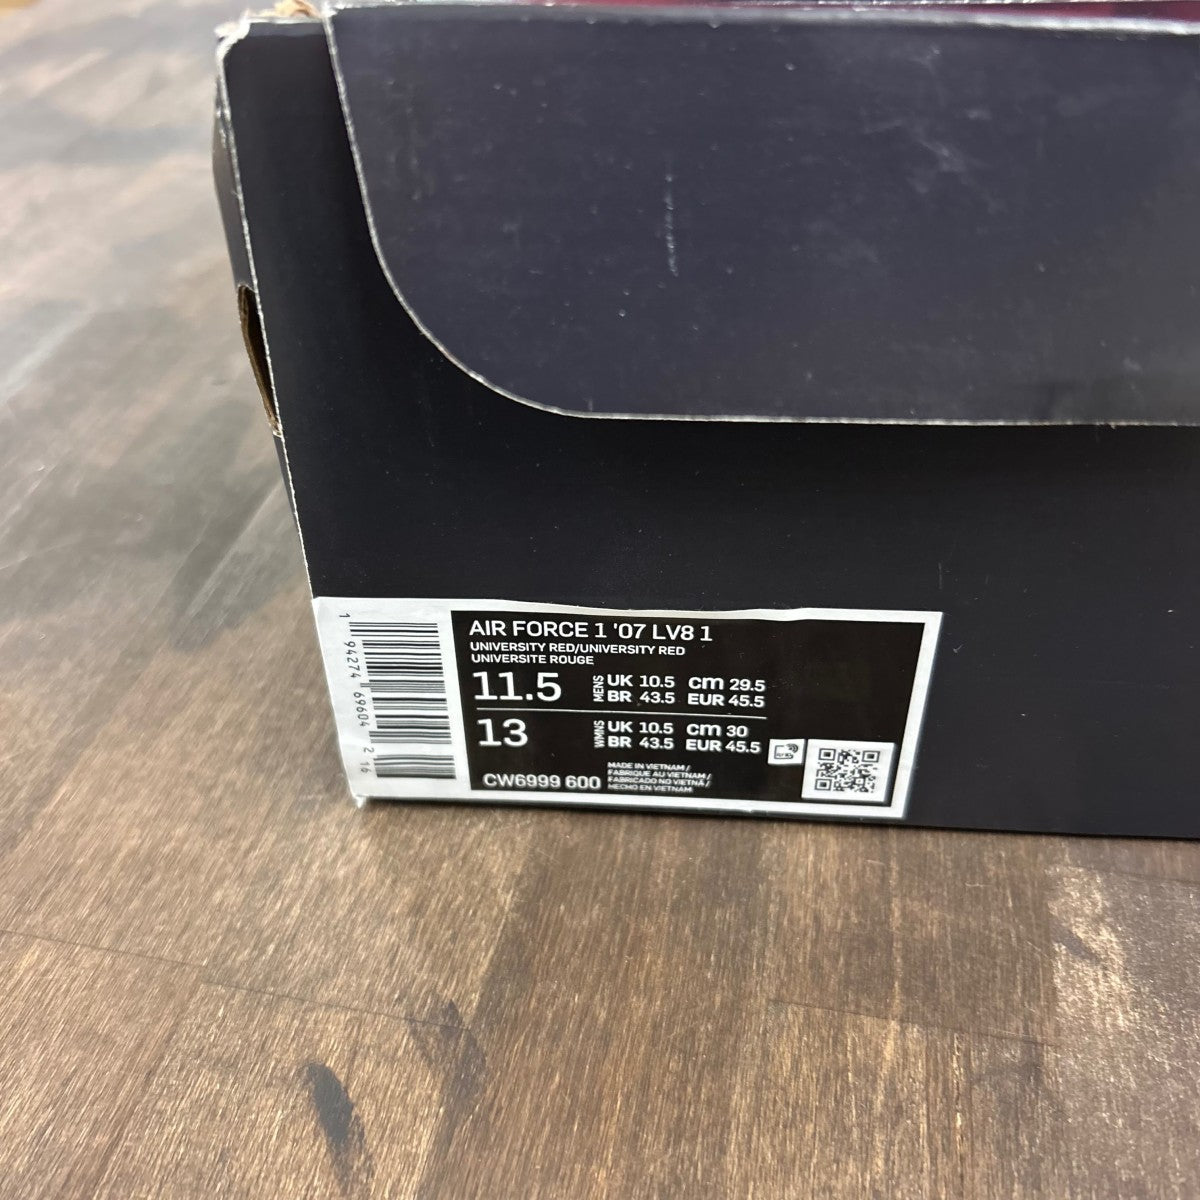 AIR FORCE 1 '07 LV8 1
UNIVERSITY RED/UNIVERSITY RED
UNIVERSITE ROUGE
11.5 MENS UK 10.5 cm 29.5
BR 43.5 EUR 45.5
13 WMNS UK 10.5 cm 30
BR 43.5 EUR 45.5
CW6999 600
MADE IN VIETNAM /
FABRIQUE AU VIETNAM /
FABRICADO NO VIETNÃ /
HECHO EN VIETNAM
1 94274 69604 2 16